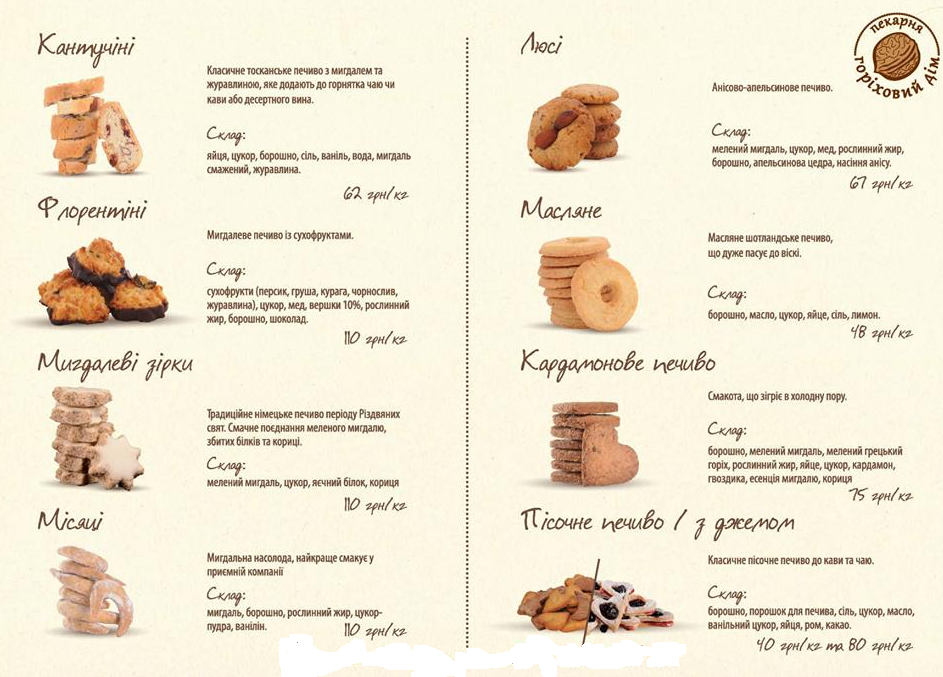 Кантучіні
Класичне тосканське печиво з мигдалем та
журавлиною, яке додають до горнятка чаю чи
кави або десертного вина.
Склад:
яйця, цукор, борошно, сіль, ваніль, вода, мигдаль
смажений, журавлина.
62 грн/кг
Флорентіні
Мигдалеве печиво із сухофруктами.
Склад:
сухофрукти (персик, груша, курага, чорнослив,
журавлина), цукор, мед, вершки 10%, рослинний
жир, борошно, шоколад.
110 грн/кг
Мигдалеві зірки
Традиційне німецьке печиво періоду Різдвяних
свят. Смачне поєднання меленого мигдалю,
збитих білків та кориці.
Склад:
мелений мигдаль, цукор, яєчний білок, кориця
110 грн/кг
Місяці
Мигдальна насолода, найкраще смакує у
приємній компанії
Склад:
мигдаль, борошно, рослинний жир, цукор-
пудра, ванілін.
110 грн/кг
пекарня
горіховий дім
Люсі
Анісово-апельсинове печиво.
Склад:
мелений мигдаль, цукор, мед, рослинний жир,
борошно, апельсинова цедра, насіння анісу.
67 грн/кг
Масляне
Масляне шотландське печиво,
що дуже пасує до віскі.
Склад:
борошно, масло, цукор, яйце, сіль, лимон.
48 грн/кг
Кардамонове печиво
Смакота, що зігріє в холодну пору.
Склад:
борошно, мелений мигдаль, мелений грецький
горіх, рослинний жир, яйце, цукор, кардамон,
гвоздика, есенція мигдалю, кориця
75 грн/кг
Пісочне печиво / з джемом
Класичне пісочне печиво до кави та чаю.
Склад:
борошно, порошок для печива, сіль, цукор, масло,
ванільний цукор, яйця, ром, какао.
40 грн/кг та 80 грн/кг